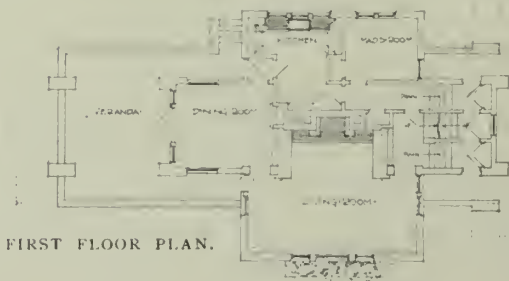 KITCHEN
MAID'S ROOM
VERANDA
DINING ROOM
LIVING ROOM
FIRST FLOOR PLAN.